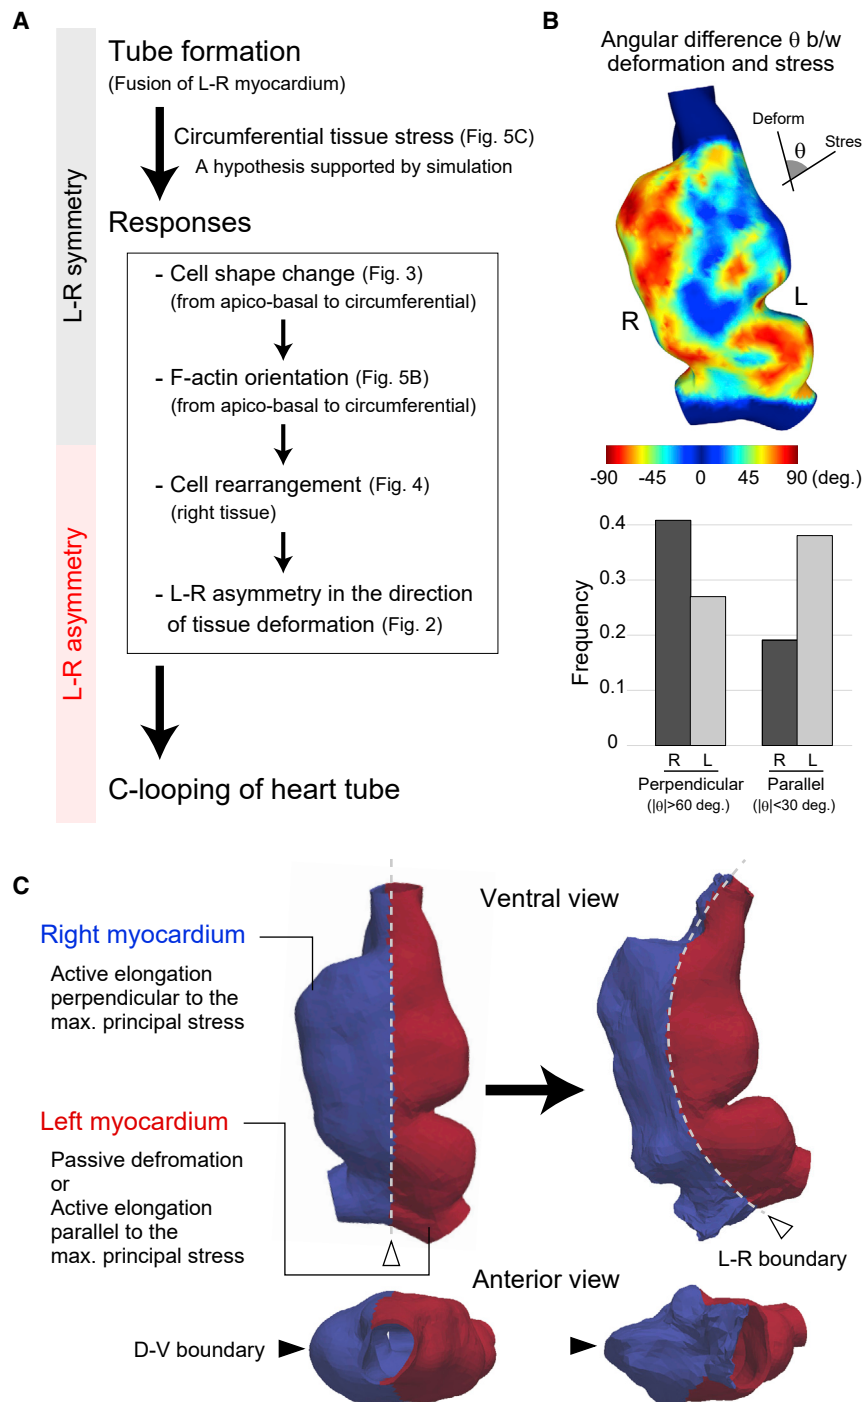 A
Tube formation
(Fusion of L-R myocardium)
Circumferential tissue stress (Fig. 5C)
A hypothesis supported by simulation
Responses
- Cell shape change (Fig. 3)
(from apico-basal to circumferential)
- F-actin orientation (Fig. 5B)
(from apico-basal to circumferential)
- Cell rearrangement (Fig. 4)
(right tissue)
- L-R asymmetry in the direction
of tissue deformation (Fig. 2)
C-looping of heart tube
L-R symmetry
L-R asymmetry
B
Angular difference θ b/w
deformation and stress
Deform
θ
Stres
R
L
-90 -45 0 45 90 (deg.)
Frequency
0.4
0.3
0.2
0.1
0
R L R L
Perpendicular Parallel
(|θ|>60 deg.) (|θ|<30 deg.)
C
Ventral view
Right myocardium
Active elongation
perpendicular to the
max. principal stress
Left myocardium
Passive defromation
or
Active elongation
parallel to the
max. principal stress
L-R boundary
Anterior view
D-V boundary